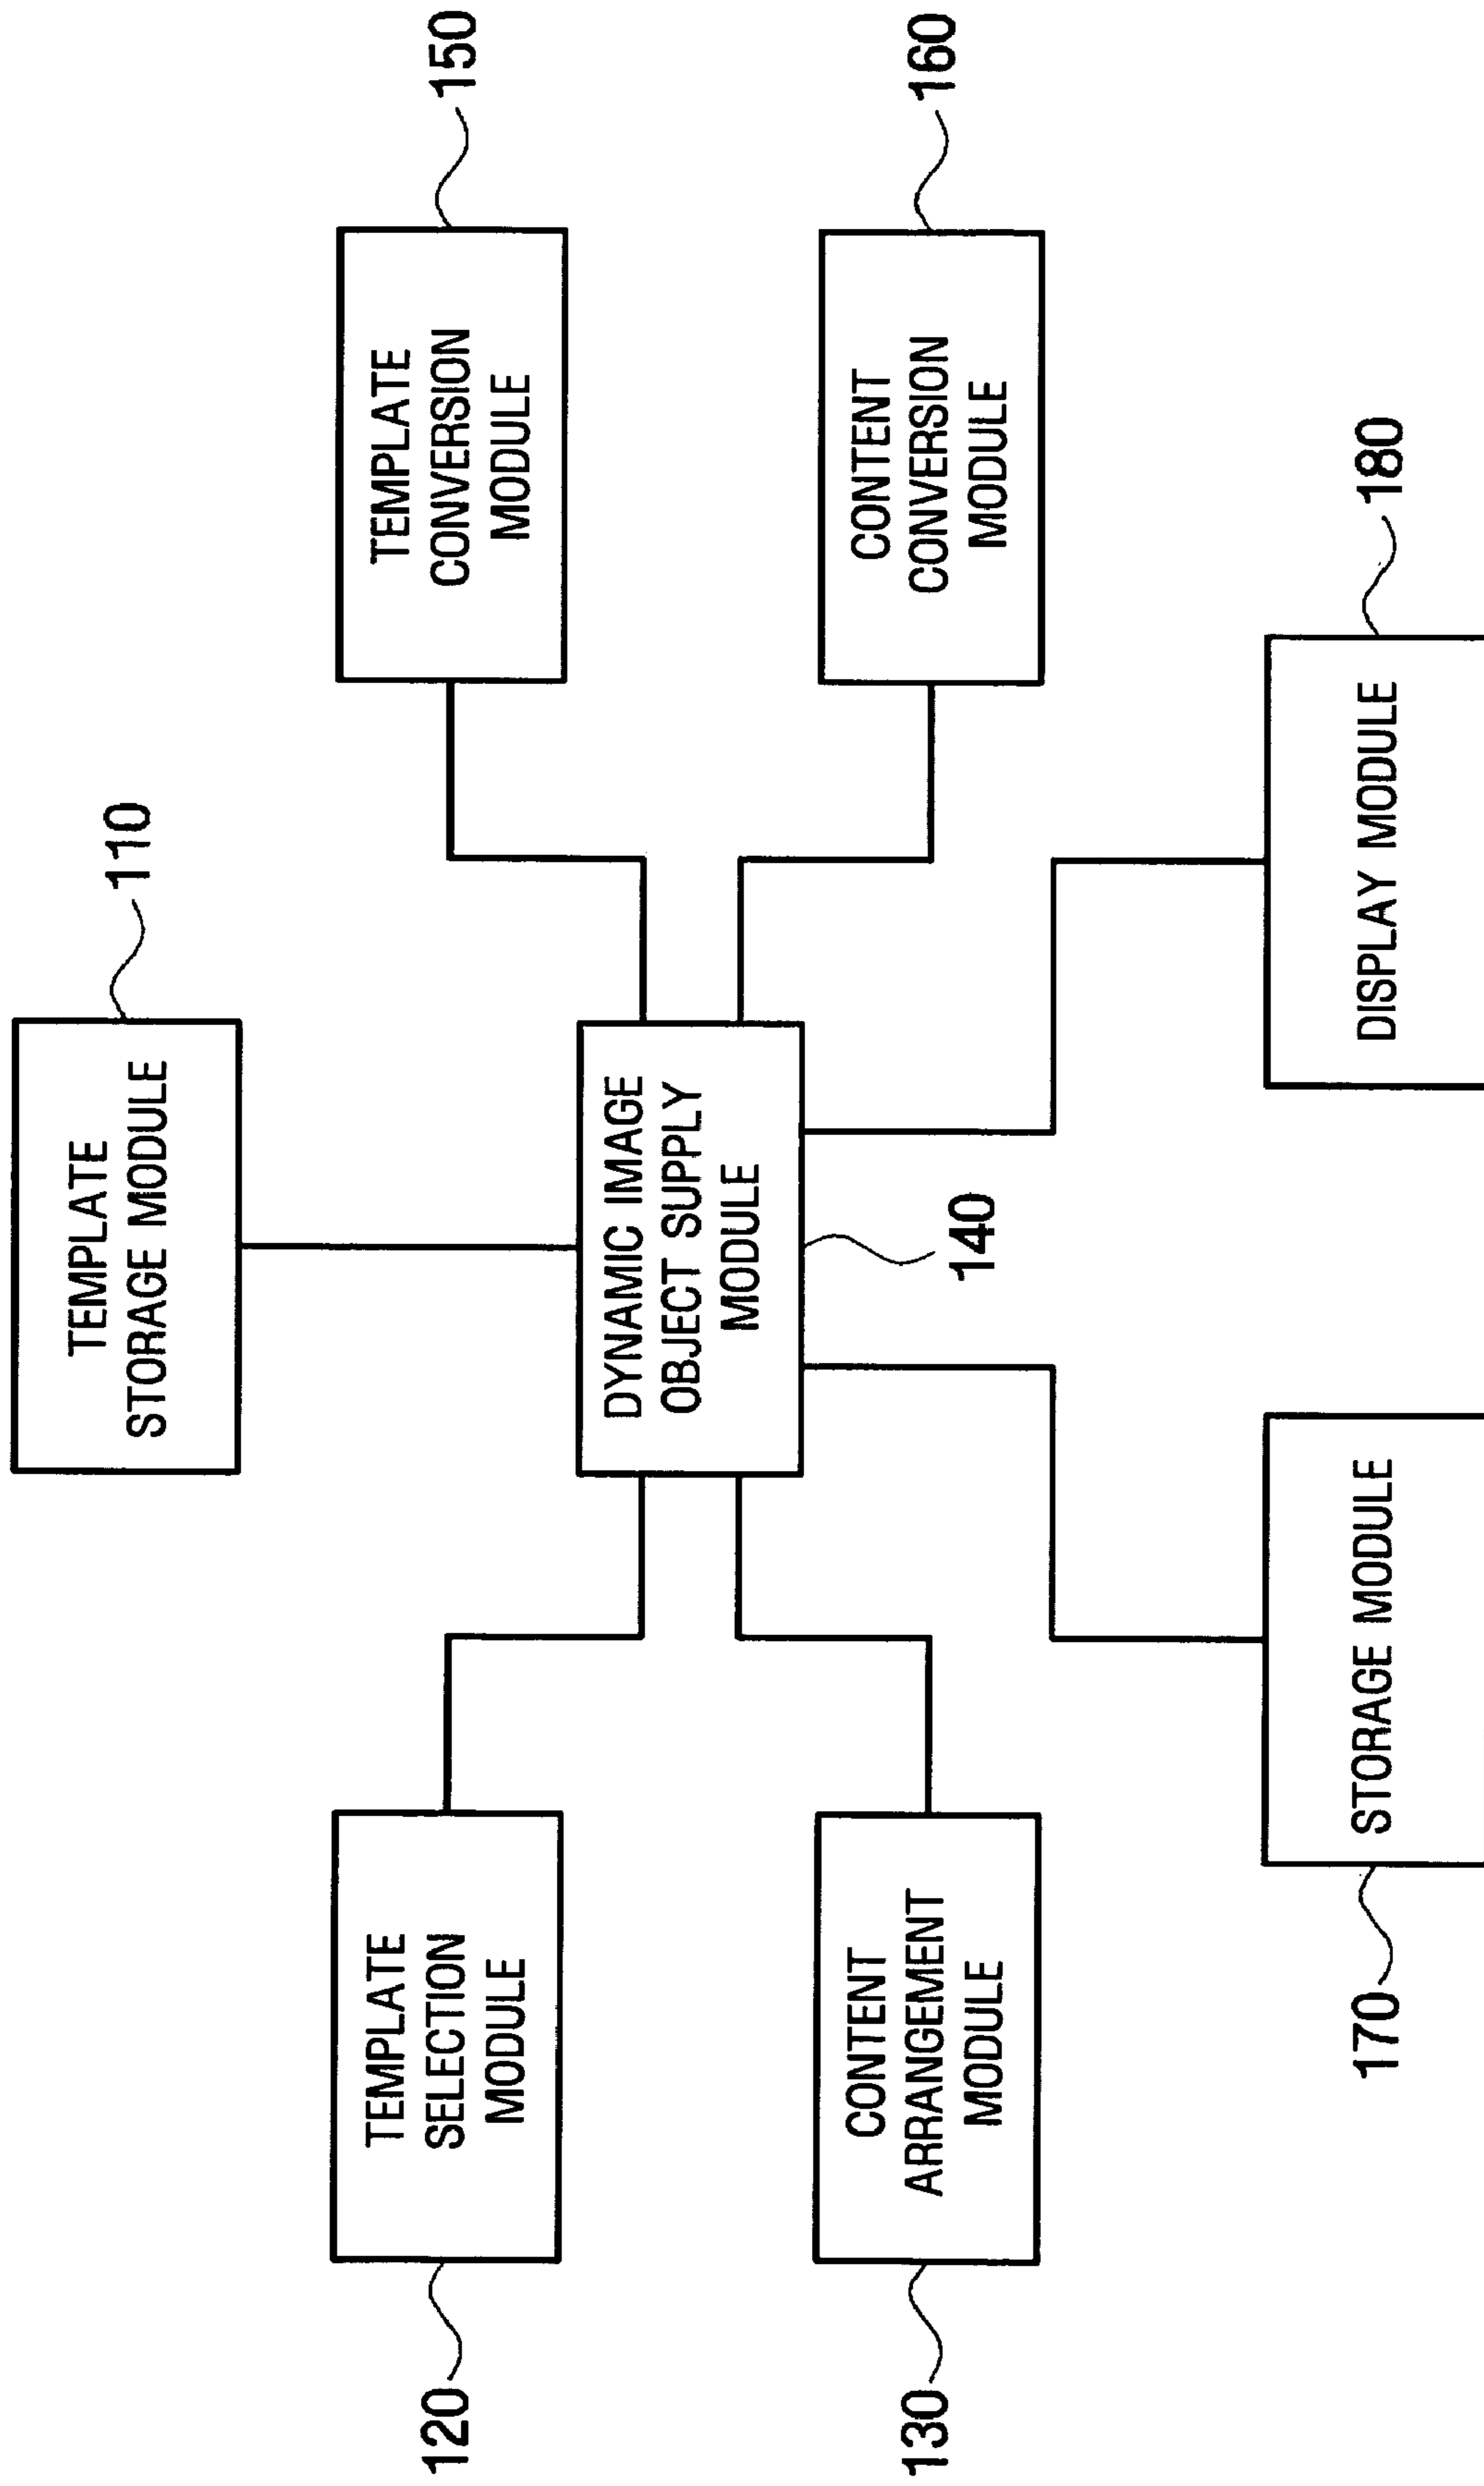 110
TEMPLATE
STORAGE MODULE
120
TEMPLATE
SELECTION
MODULE
150
TEMPLATE
CONVERSION
MODULE
DYNAMIC IMAGE
OBJECT SUPPLY
MODULE
140
130
CONTENT
ARRANGEMENT
MODULE
160
CONTENT
CONVERSION
MODULE
170
STORAGE MODULE
180
DISPLAY MODULE